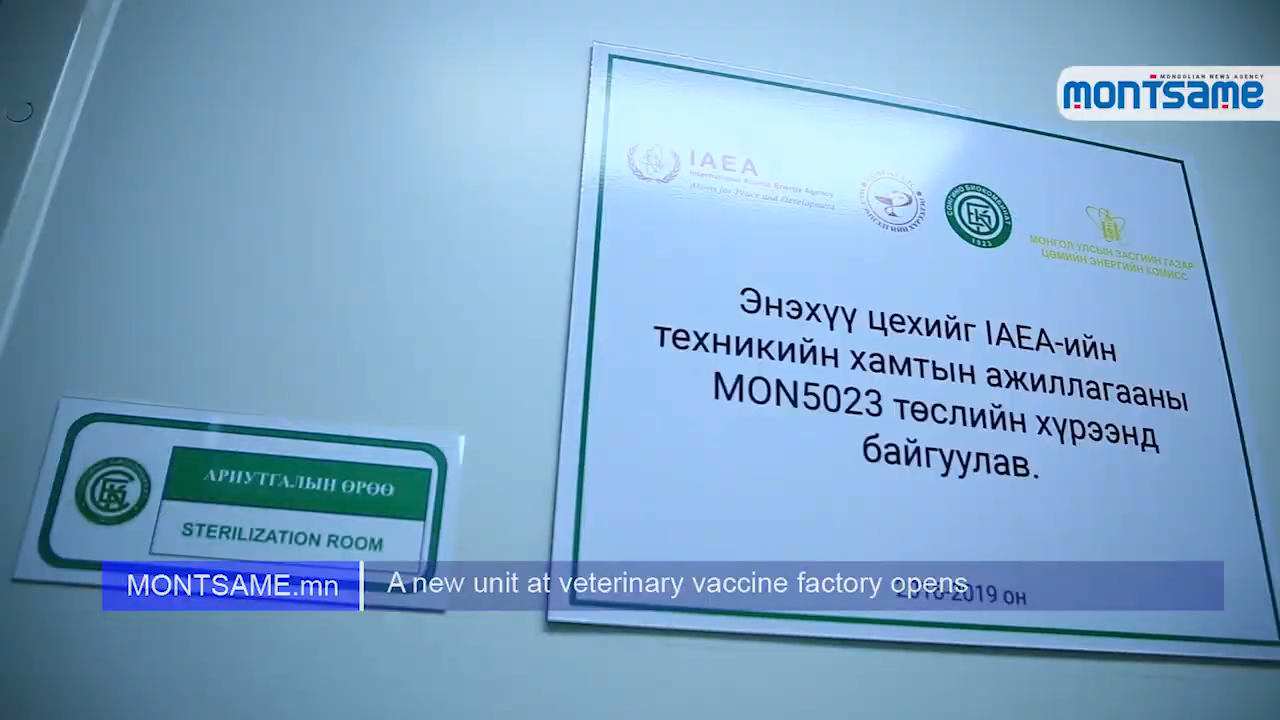 MONGOLIAN NEWS AGENCY
MONTSAME
IAEA
International Atomic Energy Agency
Atoms for Peace and Development
СОНГИНО БИОКОМБИНАТ
1923
МОНГОЛ УЛСЫН ЗАСГИЙН ГАЗАР
ЦӨМИЙН ЭНЕРГИЙН КОМИСС
Энэхүү цехийг IAEA-ийн
техникийн хамтын ажиллагааны
MON5023 төслийн хүрээнд
байгуулав.
АРИУТГАЛЫН ӨРӨӨ
STERILIZATION ROOM
MONTSAME.mn
A new unit at veterinary vaccine factory opens
-2019 он